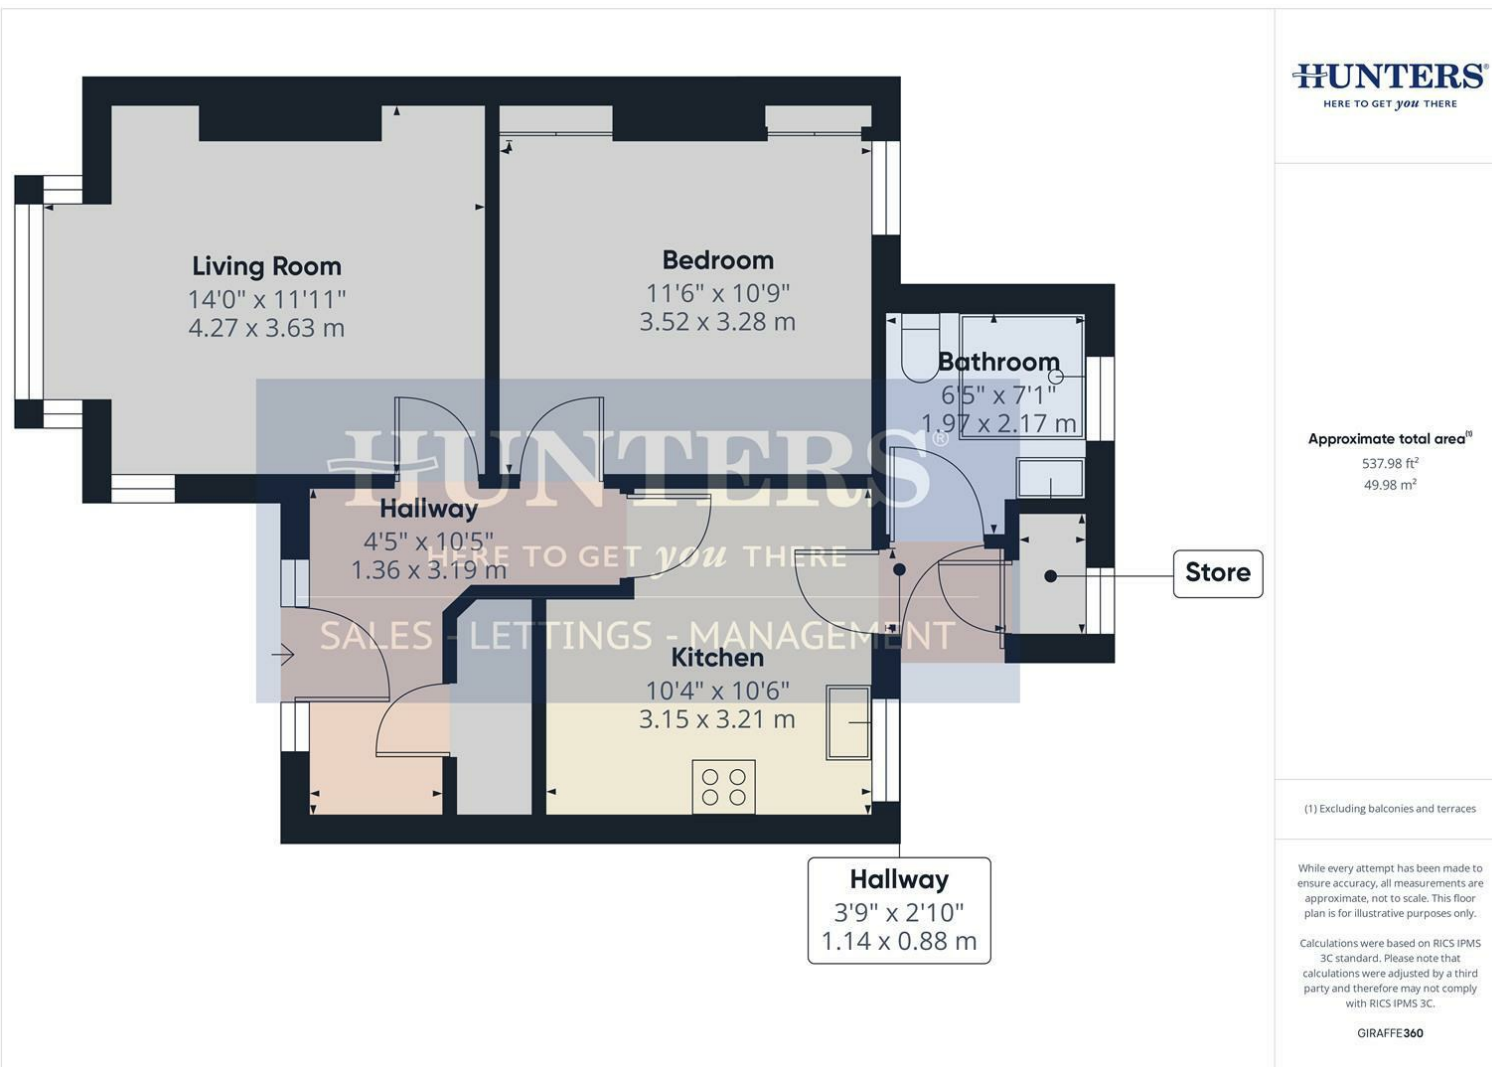 Living Room
14'0" x 11'11"
4.27 x 3.63 m
Bedroom
11'6" x 10'9"
3.52 x 3.28 m
Bathroom
6'5" x 7'1"
1.97 x 2.17 m
HUNTERS®
HERE TO GET you THERE
SALES - LETTINGS - MANAGEMENT
Hallway
4'5" x 10'5"
1.36 x 3.19 m
Store
Kitchen
10'4" x 10'6"
3.15 x 3.21 m
Hallway
3'9" x 2'10"
1.14 x 0.88 m
HUNTERS®
HERE TO GET you THERE
Approximate total area(1)
537.98 ft²
49.98 m²
(1) Excluding balconies and terraces
While every attempt has been made to
ensure accuracy, all measurements are
approximate, not to scale. This floor
plan is for illustrative purposes only.
Calculations were based on RICS IPMS
3C standard. Please note that
calculations were adjusted by a third
party and therefore may not comply
with RICS IPMS 3C.
GIRAFFE360